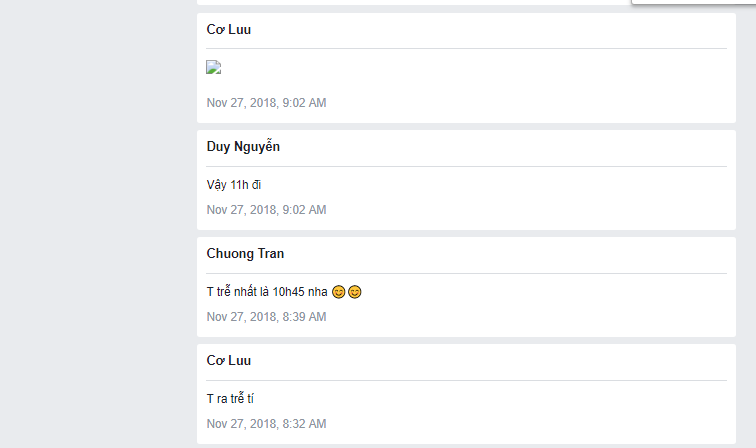 Cơ Luu
Nov 27, 2018, 9:02 AM
Duy Nguyễn
Vậy 11h đi
Nov 27, 2018, 9:02 AM
Chuong Tran
T trễ nhất là 10h45 nha 😊😊
Nov 27, 2018, 8:39 AM
Cơ Luu
T ra trễ tí
Nov 27, 2018, 8:32 AM